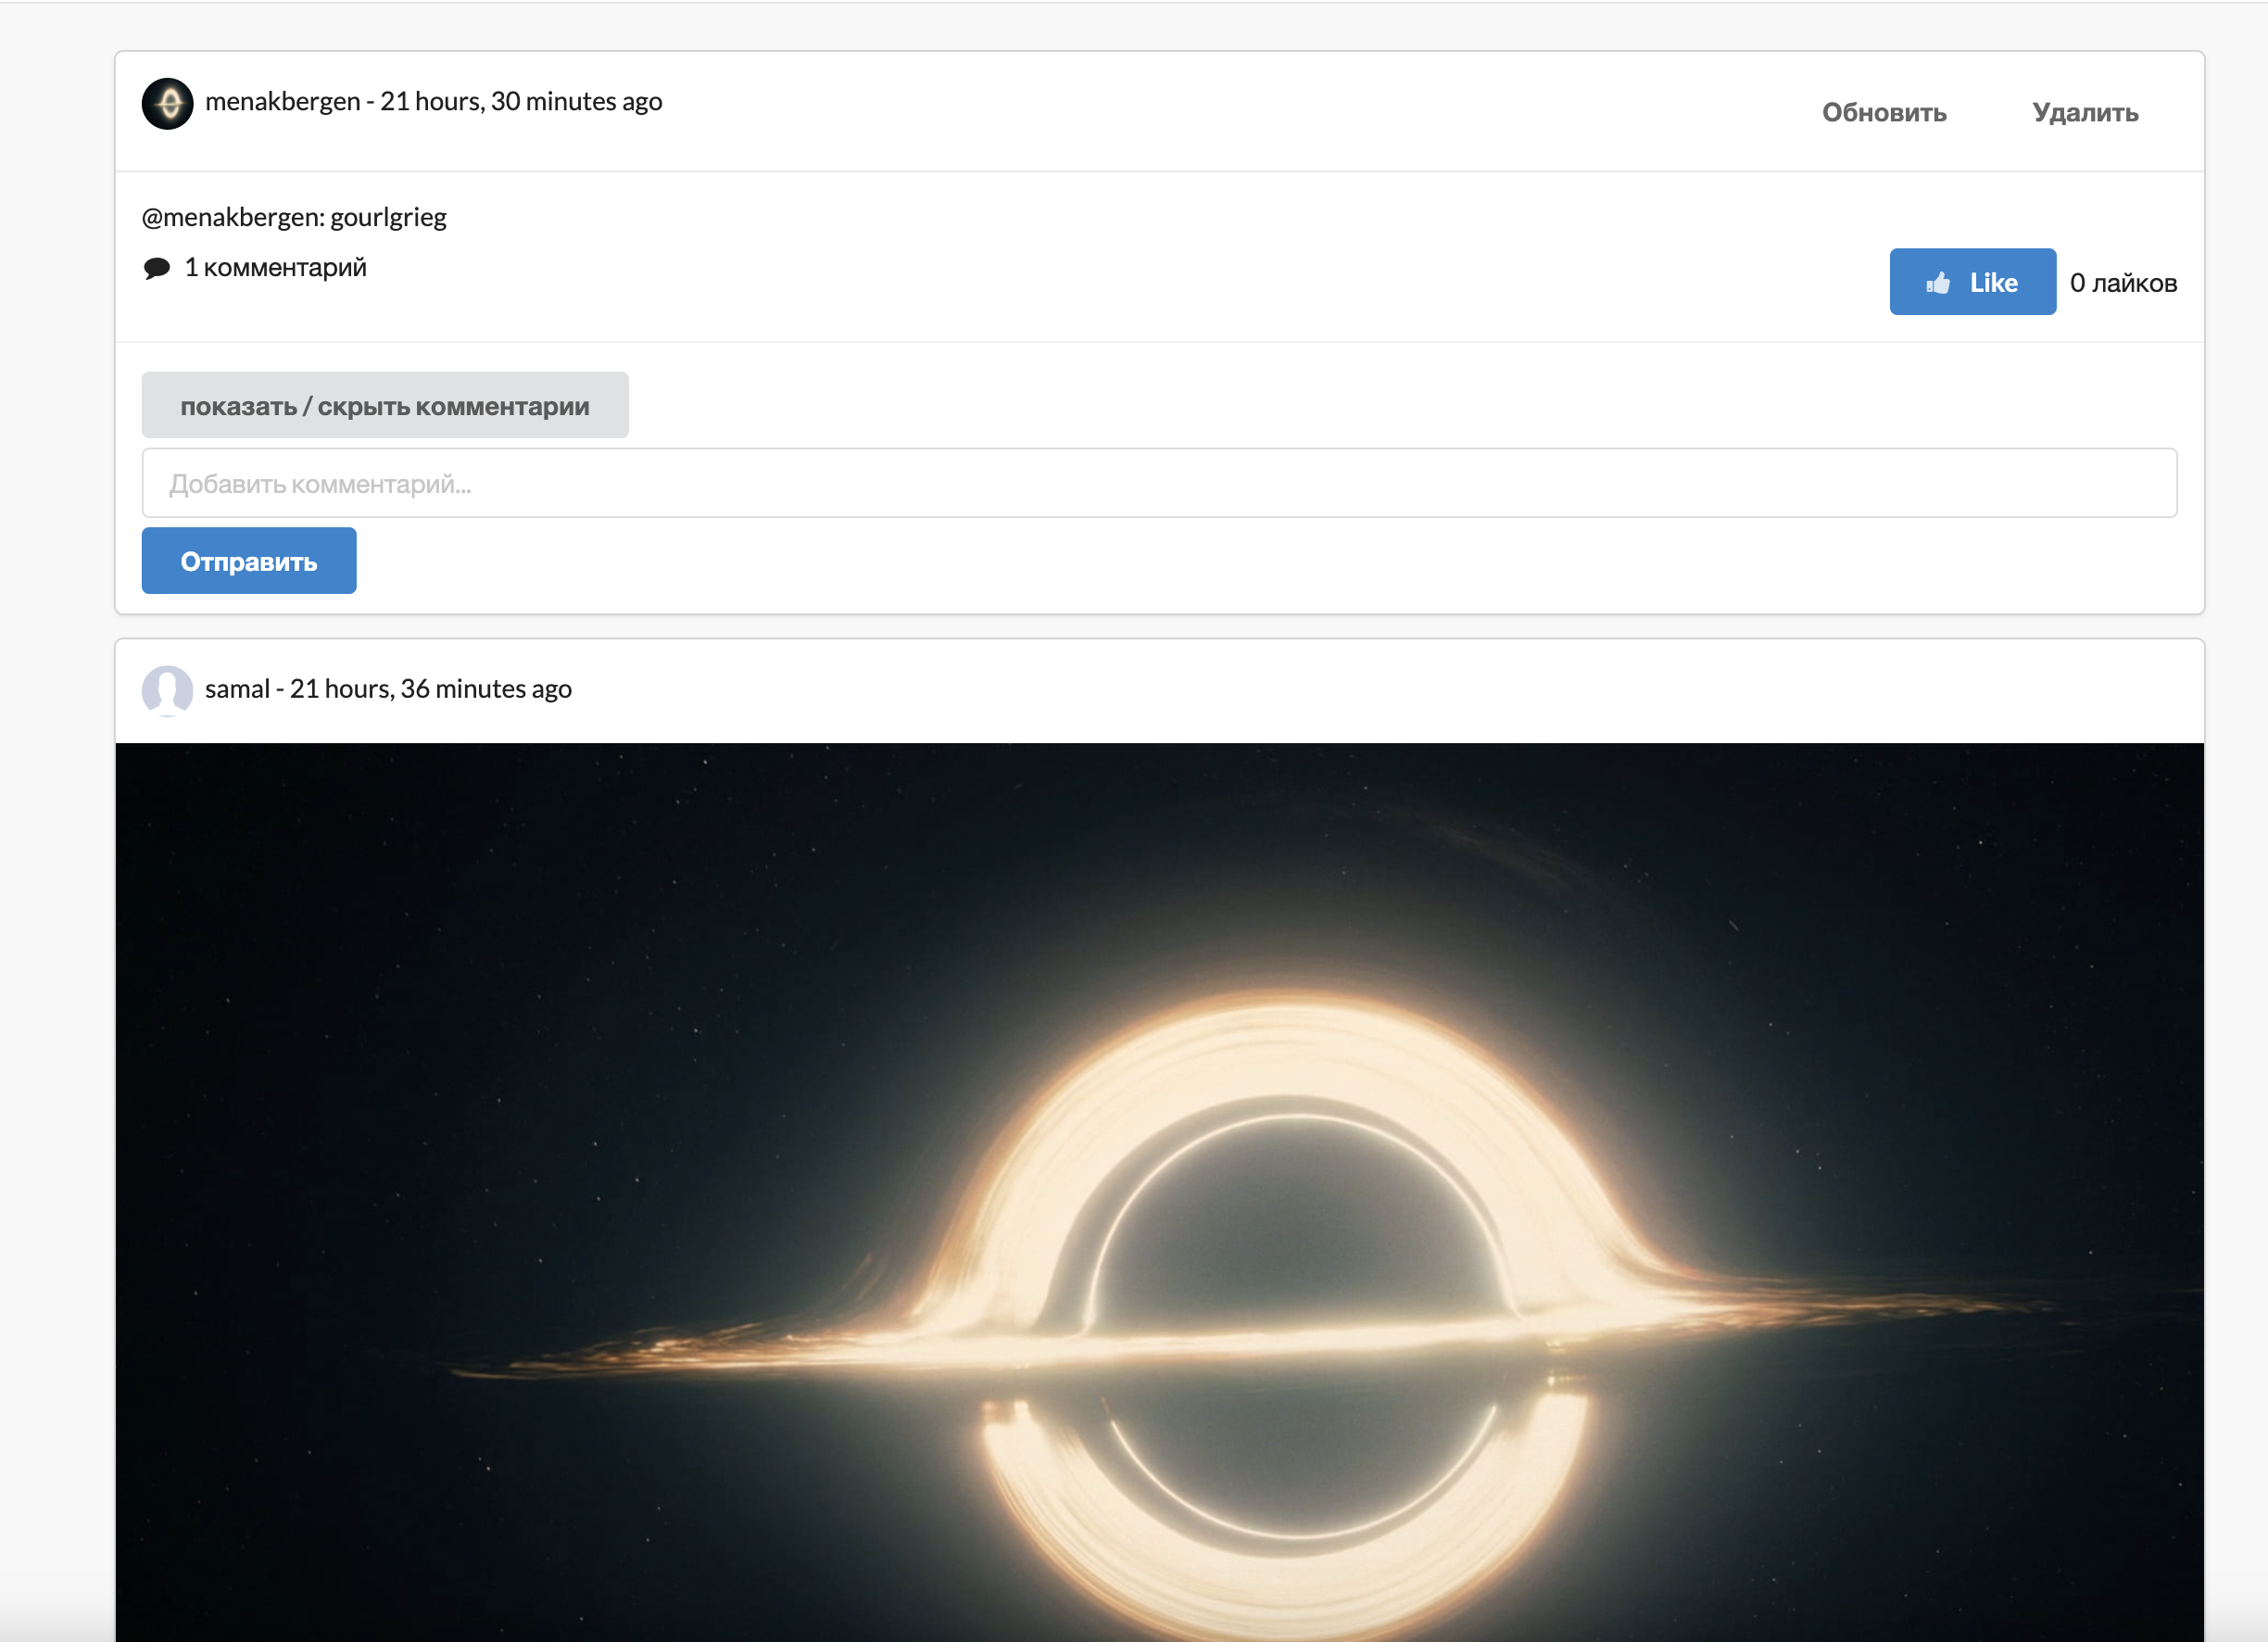 menakbergen - 21 hours, 30 minutes ago
Обновить Удалить
@menakbergen: gourlgrieg
1 комментарий
Like 0 лайков
показать / скрыть комментарии
Добавить комментарий...
Отправить
samal - 21 hours, 36 minutes ago